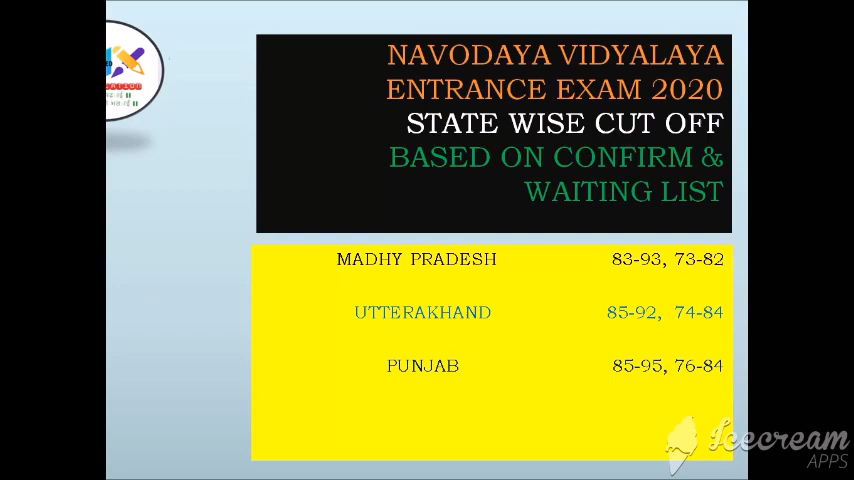 NAVODAYA VIDYALAYA
ENTRANCE EXAM 2020
STATE WISE CUT OFF
BASED ON CONFIRM &
WAITING LIST
MADHY PRADESH 83-93, 73-82
UTTERAKHAND 85-92, 74-84
PUNJAB 85-95, 76-84
Icecream
APPS